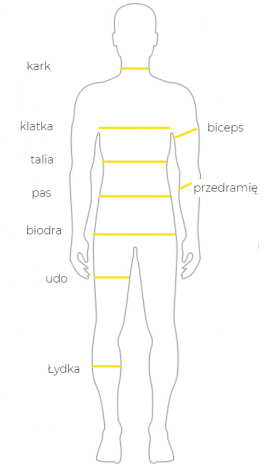 kark
klatka
biceps
talia
przedramię
pas
biodra
udo
Łydka